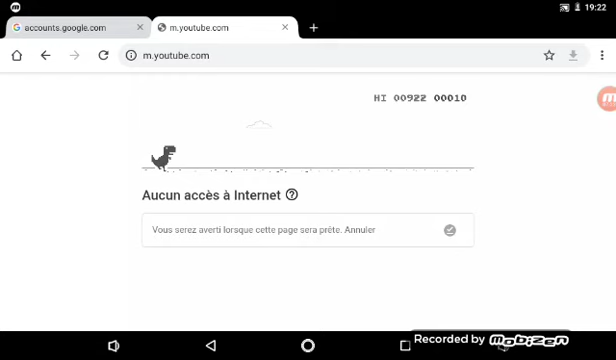 19:22
accounts.google.com
m.youtube.com
m.youtube.com
HI 00922 00010
Aucun accès à Internet
Vous serez averti lorsque cette page sera prête. Annuler
Recorded by mobizen